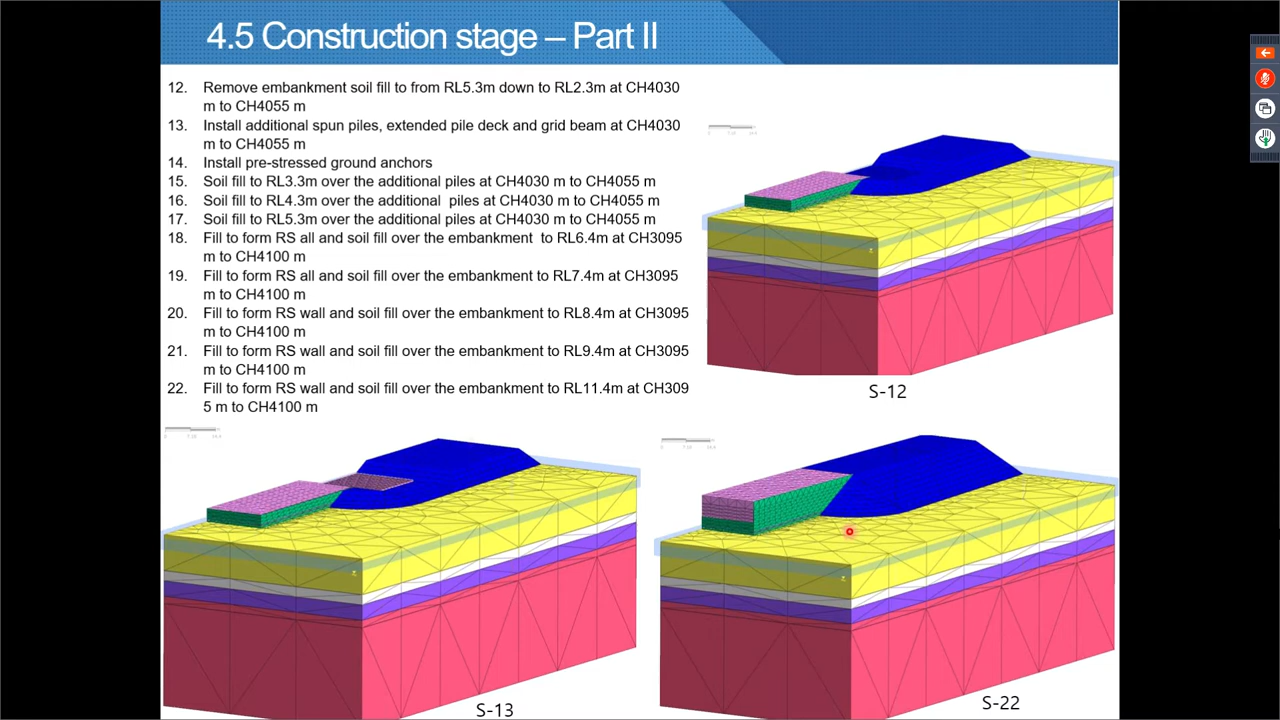 4.5 Construction stage – Part II
12. Remove embankment soil fill to from RL5.3m down to RL2.3m at CH4030
m to CH4055 m
13. Install additional spun piles, extended pile deck and grid beam at CH4030
m to CH4055 m
14. Install pre-stressed ground anchors
15. Soil fill to RL3.3m over the additional piles at CH4030 m to CH4055 m
16. Soil fill to RL4.3m over the additional piles at CH4030 m to CH4055 m
17. Soil fill to RL5.3m over the additional piles at CH4030 m to CH4055 m
18. Fill to form RS all and soil fill over the embankment to RL6.4m at CH3095
m to CH4100 m
19. Fill to form RS all and soil fill over the embankment to RL7.4m at CH3095
m to CH4100 m
20. Fill to form RS wall and soil fill over the embankment to RL8.4m at CH3095
m to CH4100 m
21. Fill to form RS wall and soil fill over the embankment to RL9.4m at CH3095
m to CH4100 m
22. Fill to form RS wall and soil fill over the embankment to RL11.4m at CH309
5 m to CH4100 m
S-12
S-13
S-22